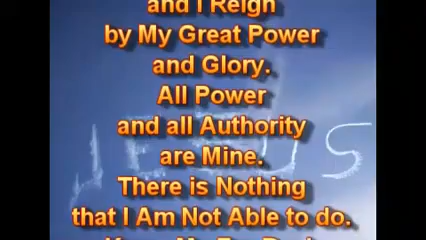 and I Reign
by My Great Power
and Glory.
All Power
and all Authority
are Mine.
JESUS
There is Nothing
that I Am Not Able to do.